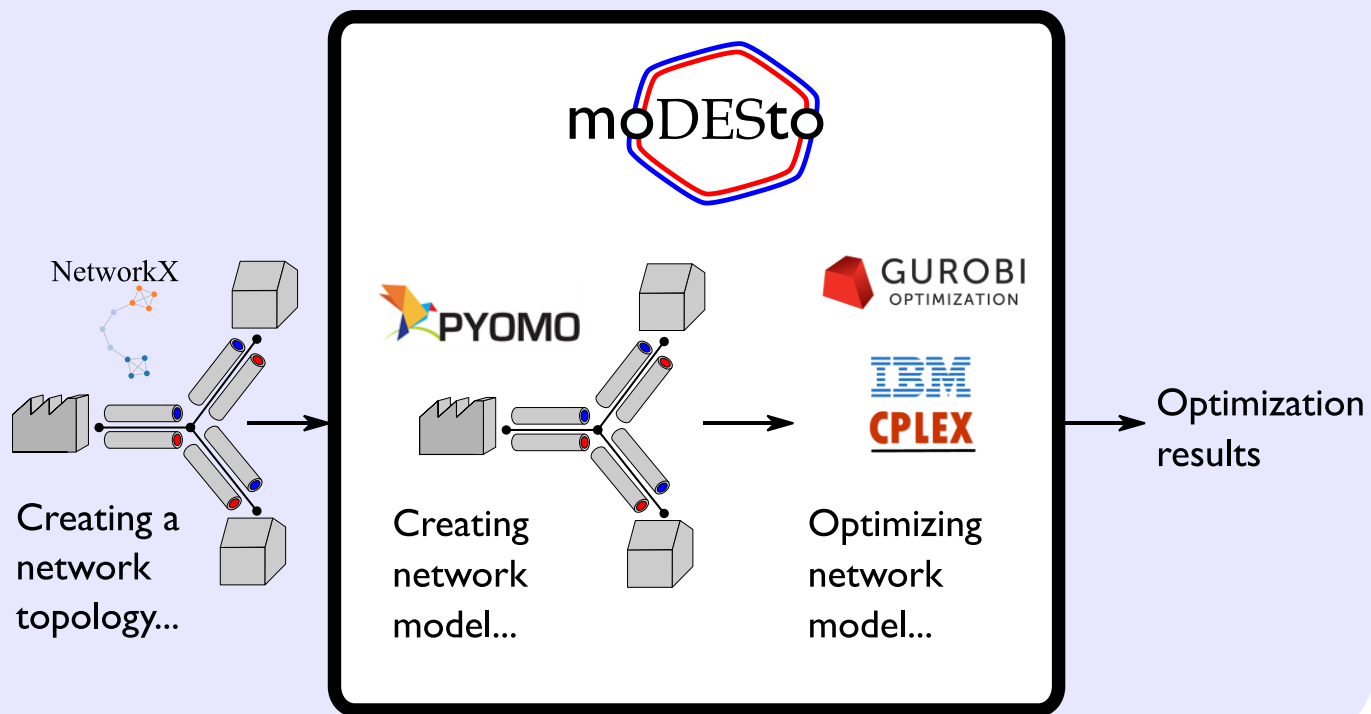 moDESto
NetworkX
Creating a
network
topology...
PYOMO
Creating
network
model...
GUROBI
OPTIMIZATION
IBM
CPLEX
Optimizing
network
model...
Optimization
results